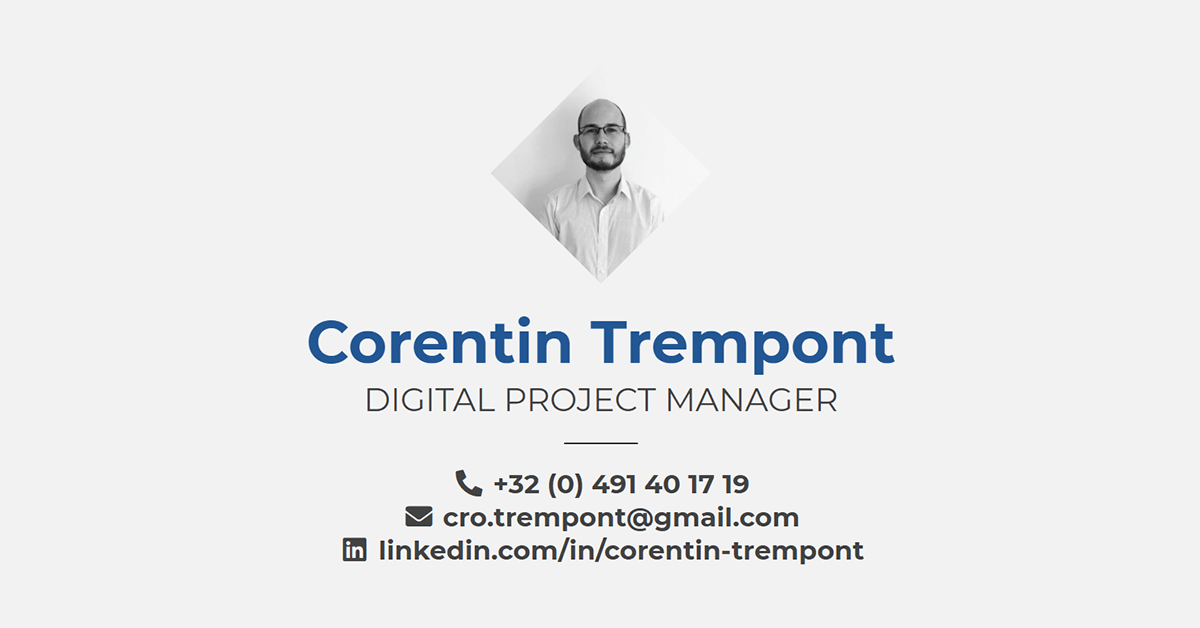 Corentin Trempont
DIGITAL PROJECT MANAGER
+32 (0) 491 40 17 19
cro.trempont@gmail.com
in linkedin.com/in/corentin-trempont